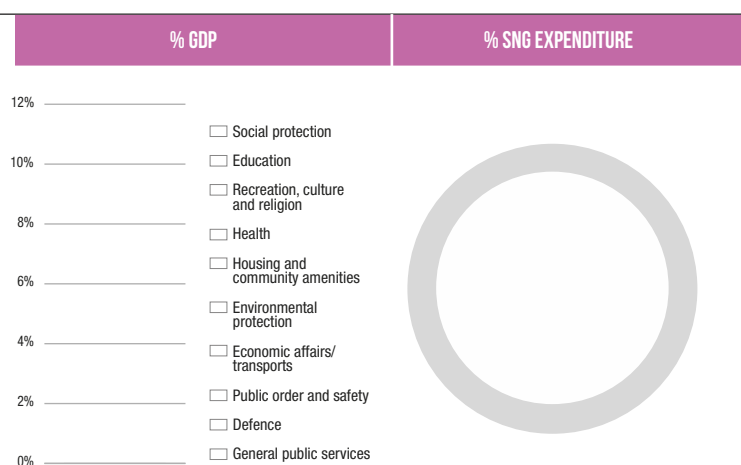 % GDP
% SNG EXPENDITURE
12%
10%
8%
6%
4%
2%
0%
Social protection
Education
Recreation, culture
and religion
Health
Housing and
community amenities
Environmental
protection
Economic affairs/
transports
Public order and safety
Defence
General public services